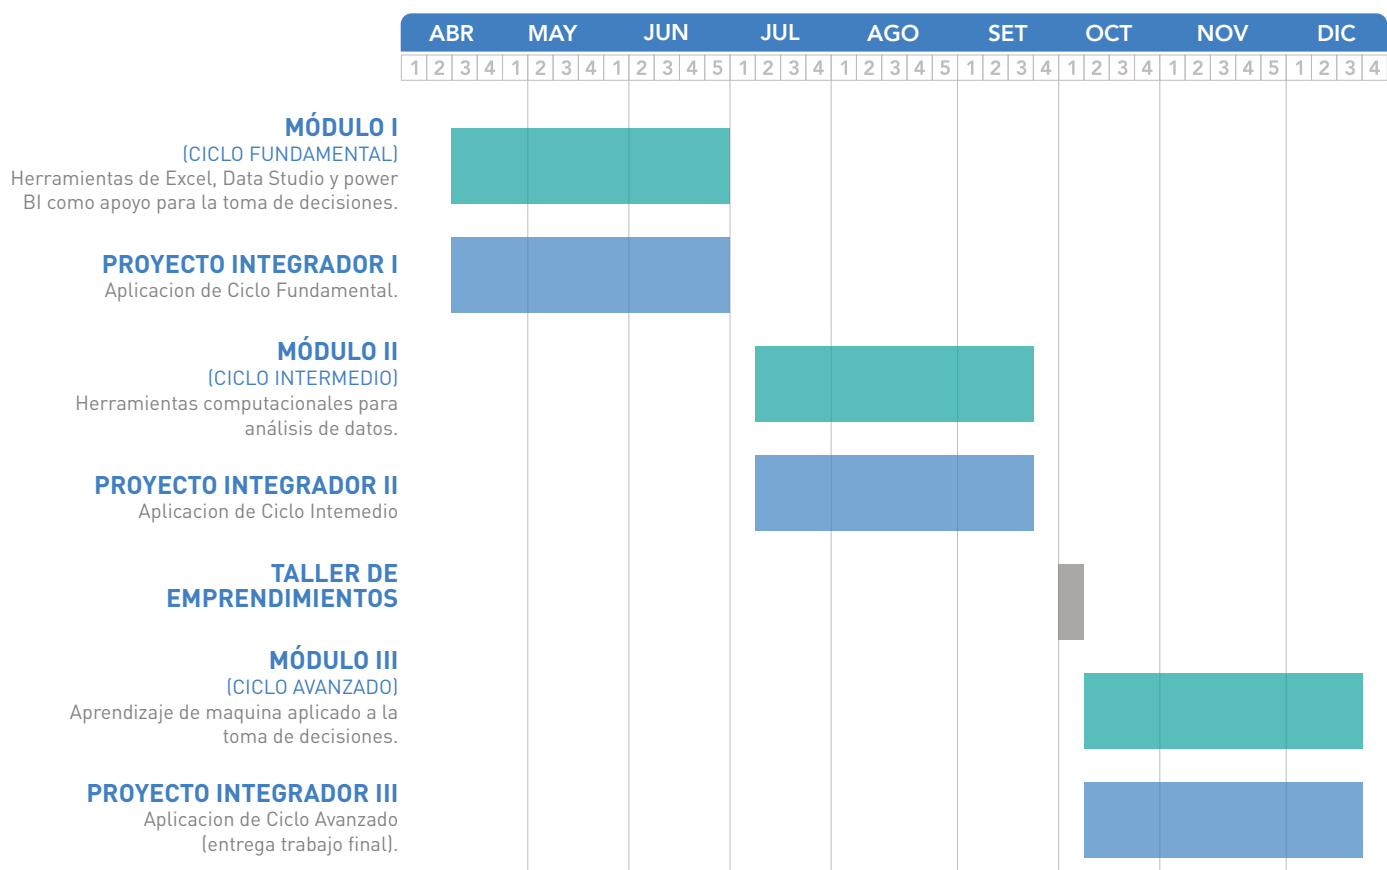 ABR MAY JUN JUL AGO SET OCT NOV DIC
1 2 3 4 1 2 3 4 1 2 3 4 5 1 2 3 4 1 2 3 4 5 1 2 3 4 1 2 3 4 1 2 3 4 5 1 2 3 4
MÓDULO I
(CICLO FUNDAMENTAL)
Herramientas de Excel, Data Studio y power
BI como apoyo para la toma de decisiones.
PROYECTO INTEGRADOR I
Aplicacion de Ciclo Fundamental.
MÓDULO II
(CICLO INTERMEDIO)
Herramientas computacionales para
análisis de datos.
PROYECTO INTEGRADOR II
Aplicacion de Ciclo Intemedio
TALLER DE
EMPRENDIMIENTOS
MÓDULO III
(CICLO AVANZADO)
Aprendizaje de maquina aplicado a la
toma de decisiones.
PROYECTO INTEGRADOR III
Aplicacion de Ciclo Avanzado
(entrega trabajo final).